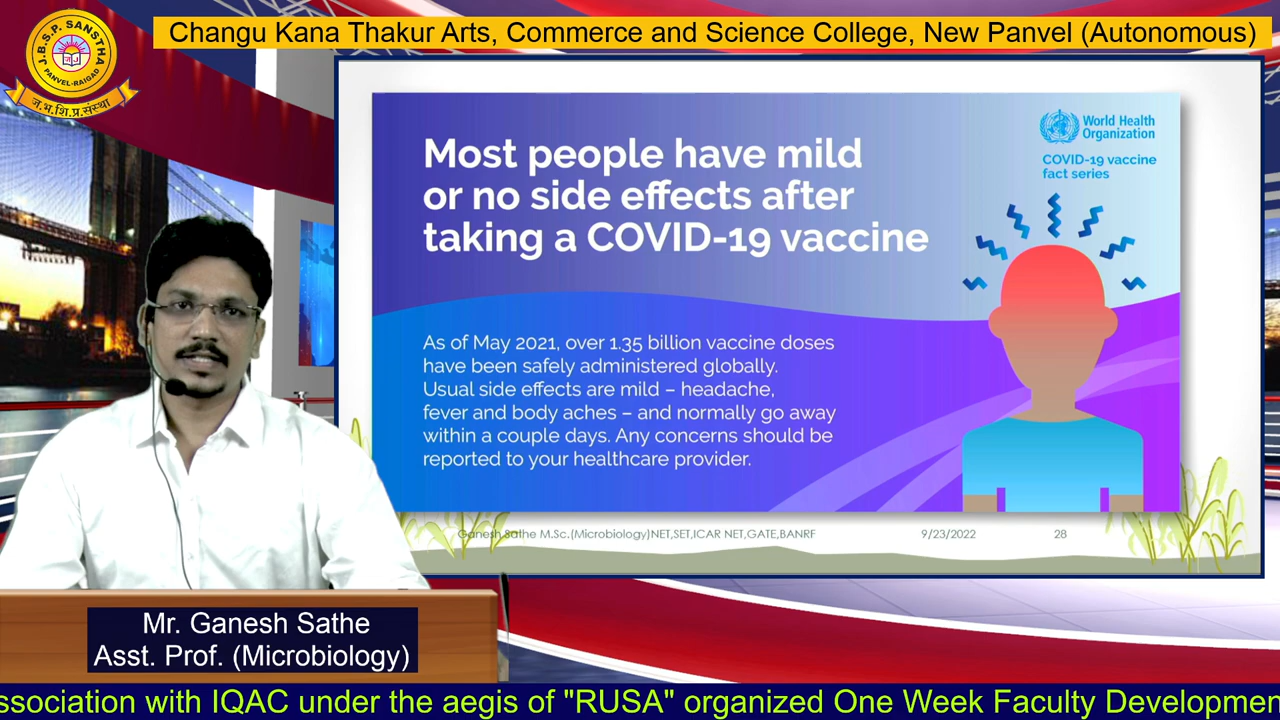 J.B.S.P. SANSTHA
PANVEL-RAIGAD
ज.भ.शि.प्र.संस्था
Changu Kana Thakur Arts, Commerce and Science College, New Panvel (Autonomous)
World Health
Organization
COVID-19 vaccine
fact series
Most people have mild
or no side effects after
taking a COVID-19 vaccine
As of May 2021, over 1.35 billion vaccine doses
have been safely administered globally.
Usual side effects are mild – headache,
fever and body aches – and normally go away
within a couple days. Any concerns should be
reported to your healthcare provider.
Ganesh Sathe M.Sc.(Microbiology)NET,SET,ICAR NET,GATE,BANRF 9/23/2022 28
Mr. Ganesh Sathe
Asst. Prof. (Microbiology)
ssociation with IQAC under the aegis of "RUSA" organized One Week Faculty Developmen